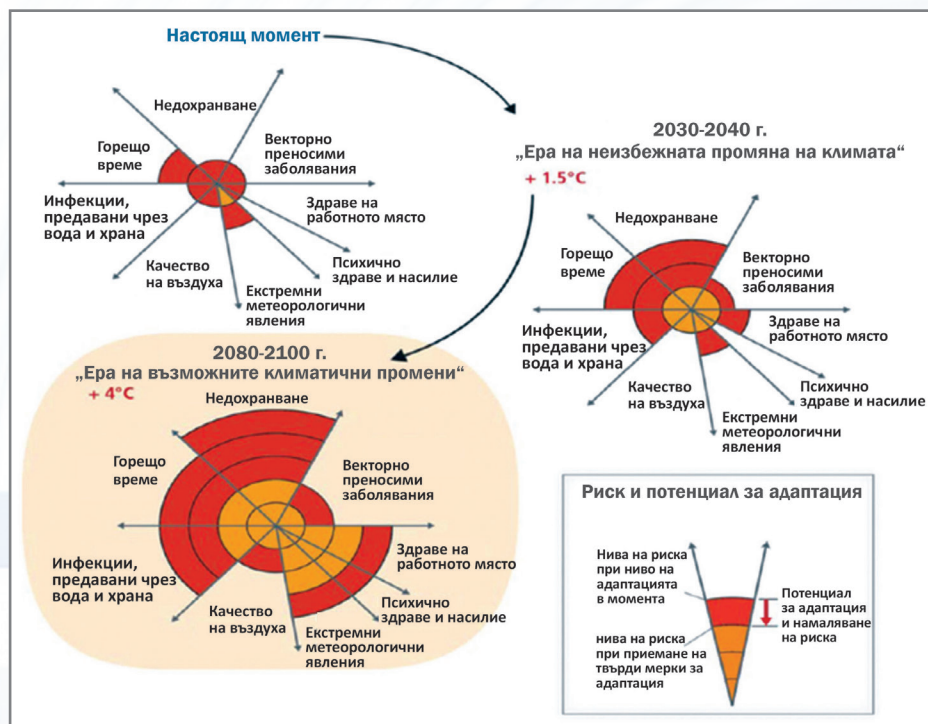 Настоящ момент
Недохранване
Горещо
време
Векторно
преносими
заболявания
Инфекции,
предавани чрез
вода и храна
Здраве на
работното място
Качество
на въздуха
Психично
здраве и насилие
Екстремни
метеорологични
явления
2030-2040 г.
„Ера на неизбежната промяна на климата“
+ 1.5°C
Недохранване
Горещо
време
Векторно
преносими
заболявания
Инфекции,
предавани чрез
вода и храна
Здраве на
работното място
Качество
на въздуха
Психично
здраве и насилие
Екстремни
метеорологични
явления
2080-2100 г.
„Ера на възможните климатични промени“
+ 4°C
Недохранване
Горещо
време
Векторно
преносими
заболявания
Инфекции,
предавани чрез
вода и храна
Здраве на
работното място
Качество
на въздуха
Психично
здраве и насилие
Екстремни
метеорологични
явления
Риск и потенциал за адаптация
Нива на риска
при ниво на
адаптацията
в момента
Потенциал
за адаптация
и намаляване
на риска
нива на риска
при приемане на
твърди мерки за
адаптация